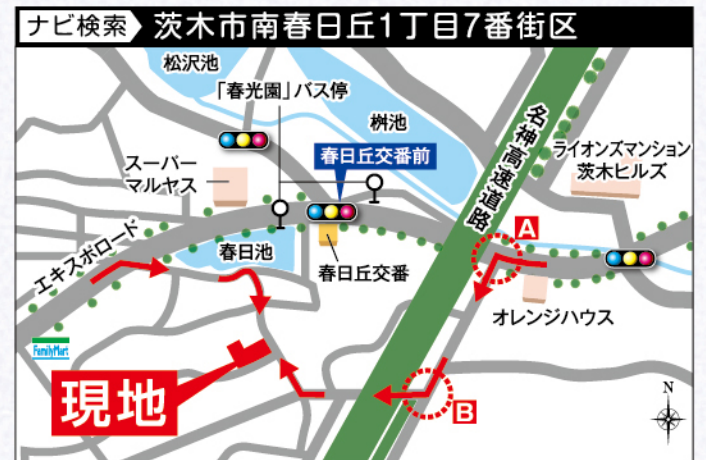 ナビ検索 茨木市南春日丘1丁目7番街区
松沢池
「春光園」バス停
桝池
名神高速道路
春日丘交番前
ライオンズマンション
茨木ヒルズ
スーパー
マルヤス
A
エキスポロード
春日池
春日丘交番
オレンジハウス
FamilyMart
現地
B
N